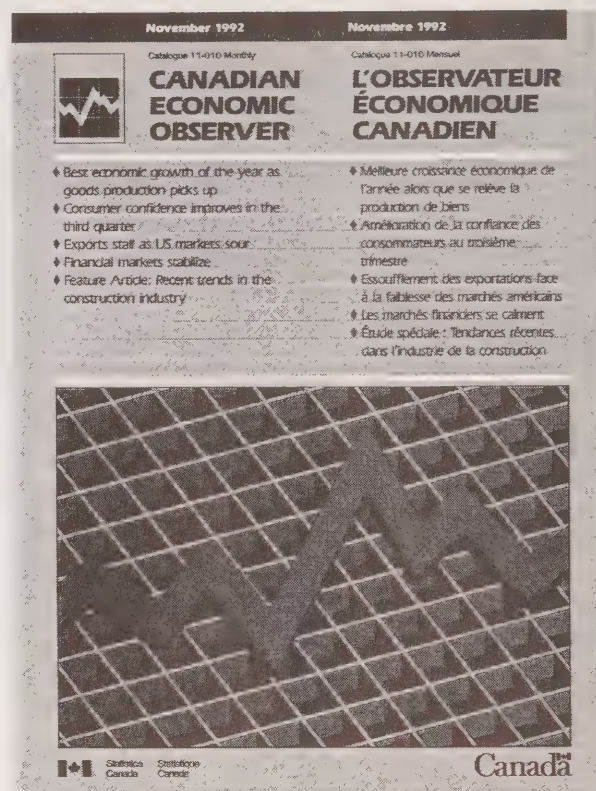 November 1992
Catalogue 11-010 Monthly
CANADIAN
ECONOMIC
OBSERVER
♦ Best economic growth of the year as
goods production picks up
♦ Consumer confidence improves in the
third quarter
♦ Exports stall as US markets sour
♦ Financial markets stabilize
♦ Feature Article: Recent trends in the
construction industry
Novembre 1992
Catalogue 11-010 Mensuel
L'OBSERVATEUR
ÉCONOMIQUE
CANADIEN
♦ Meilleure croissance économique de
l'année alors que se relève la
production de biens
♦ Amélioration de la confiance des
consommateurs au troisième
trimestre
♦ Essoufflement des exportations face
à la faiblesse des marchés américains
♦ Les marchés financiers se calment
♦ Étude spéciale : Tendances récentes
dans l'industrie de la construction
Statistics
Canada
Statistique
Canada
Canada